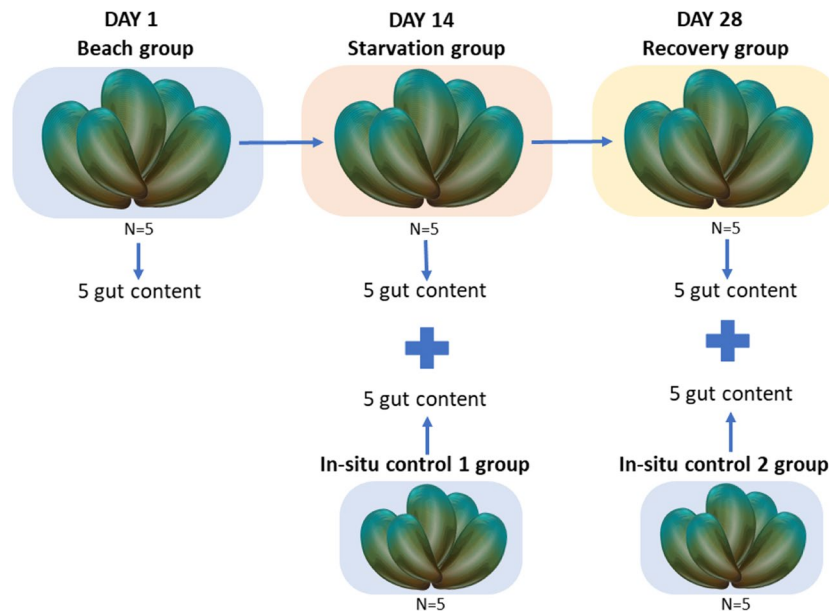 DAY 1
Beach group
DAY 14
Starvation group
DAY 28
Recovery group
N=5
N=5
N=5
5 gut content
5 gut content
5 gut content
5 gut content
5 gut content
In-situ control 1 group
In-situ control 2 group
N=5
N=5